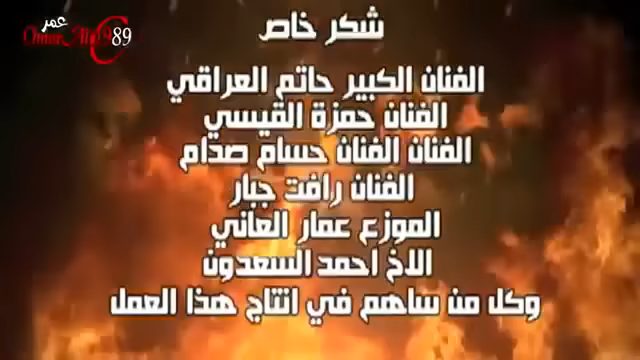 عمر
شكر خاص
الفنان الكبير حاتم العراقي
الفنان حمزة القيسي
الفنان الفنان حسام صدام
الفنان رافت جبار
الموزع عمار العاني
الاخ احمد السعدون
وكل من ساهم في انتاج هذا العمل